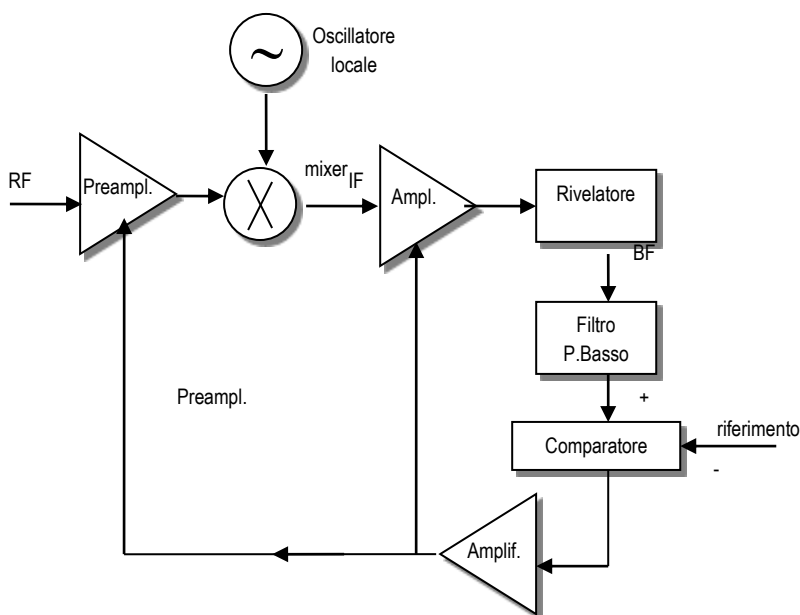 ~
Oscillatore
locale
RF
Preampl.
mixer
IF
Ampl.
Rivelatore
BF
Filtro
P.Basso
Preampl.
+
Comparatore
riferimento
-
Amplif.